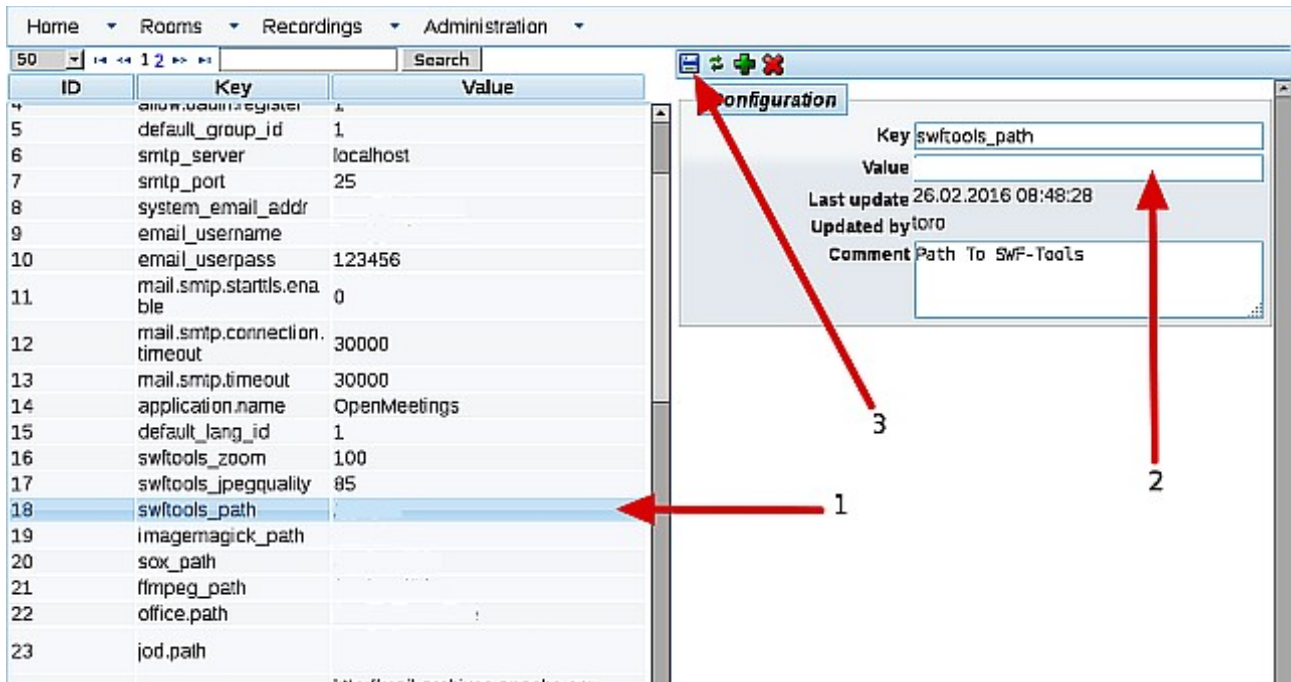 Home Rooms Recordings Administration
50 1 2 Search
ID Key Value
4 1
5 default_group_id 1
6 smtp_server localhost
7 smtp_port 25
8 system_email_addr
9 email_username
10 email_userpass 123456
11 mail.smtp.starttls.ena 0
ble
12 mail.smtp.connection. 30000
timeout
13 mail.smtp.timeout 30000
14 application.name OpenMeetings
15 default_lang_id 1
16 swftools_zoom 100
17 swftools_jpegquality 85
18 swftools_path
19 imagemagick_path
20 sox_path
21 ffmpeg_path
22 office.path
23 jod.path
Configuration
Key swftools_path
Value
Last update 26.02.2016 08:48:28
Updated by toro
Comment Path To SWF-Tools
1
2
3